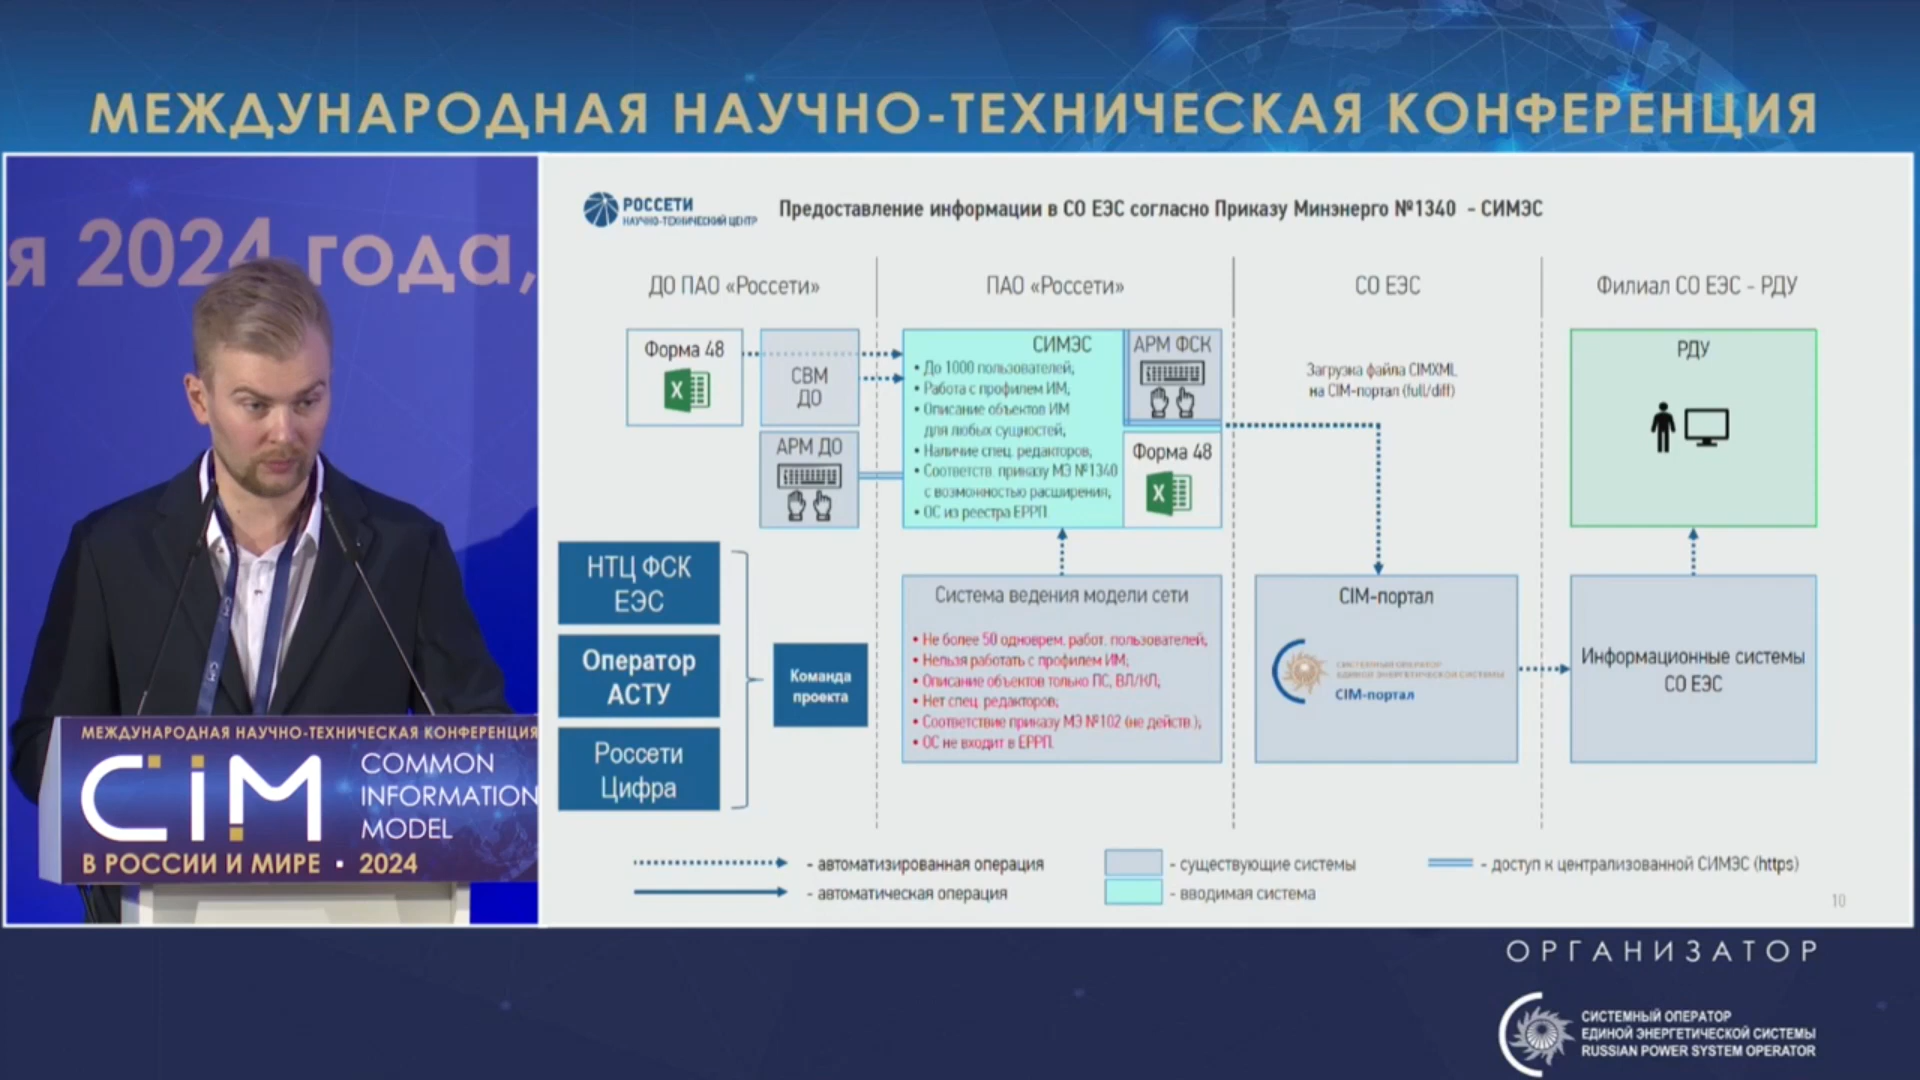 МЕЖДУНАРОДНАЯ НАУЧНО-ТЕХНИЧЕСКАЯ КОНФЕРЕНЦИЯ
я 2024 года,
МЕЖДУНАРОДНАЯ НАУЧНО-ТЕХНИЧЕСКАЯ КОНФЕРЕНЦИЯ
CIM
COMMON
INFORMATION
MODEL
В РОССИИ И МИРЕ • 2024
РОССЕТИ
НАУЧНО-ТЕХНИЧЕСКИЙ ЦЕНТР
Предоставление информации в СО ЕЭС согласно Приказу Минэнерго №1340 - СИМЭС
ДО ПАО «Россети»
ПАО «Россети»
СО ЕЭС
Филиал СО ЕЭС - РДУ
Форма 48
X
СВМ
ДО
АРМ ДО
СИМЭС
• До 1000 пользователей;
• Работа с профилем ИМ;
• Описание объектов ИМ
для любых сущностей;
• Наличие спец. редакторов;
• Соответств. приказу МЭ №1340
с возможностью расширения;
• ОС из реестра ЕРРП.
АРМ ФСК
Форма 48
X
Загрузка файла CIMXML
на CIM-портал (full/diff)
РДУ
НТЦ ФСК
ЕЭС
Оператор
АСТУ
Россети
Цифра
Команда
проекта
Система ведения модели сети
• Не более 50 одноврем. работ. пользователей;
• Нельзя работать с профилем ИМ;
• Описание объектов только ПС, ВЛ/КЛ;
• Нет спец. редакторов;
• Соответствие приказу МЭ №102 (не действ.);
• ОС не входит в ЕРРП.
CIM-портал
СИСТЕМНЫЙ ОПЕРАТОР
ЕДИНОЙ ЭНЕРГЕТИЧЕСКОЙ СИСТЕМЫ
CIM-портал
Информационные системы
СО ЕЭС
- автоматизированная операция
- автоматическая операция
- существующие системы
- вводимая система
- доступ к централизованной СИМЭС (https)
10
ОРГАНИЗАТОР
СИСТЕМНЫЙ ОПЕРАТОР
ЕДИНОЙ ЭНЕРГЕТИЧЕСКОЙ СИСТЕМЫ
RUSSIAN POWER SYSTEM OPERATOR